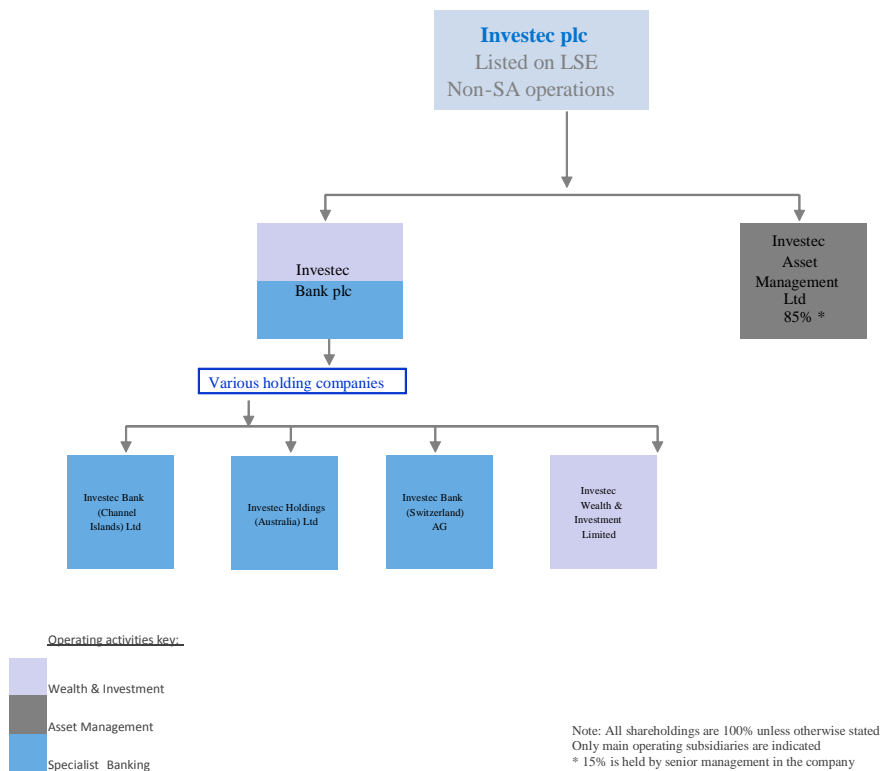 Investec plc
Listed on LSE
Non-SA operations
Investec
Bank plc
Investec
Asset
Management
Ltd
85% *
Various holding companies
Investec Bank
(Channel
Islands) Ltd
Investec Holdings
(Australia) Ltd
Investec Bank
(Switzerland)
AG
Investec
Wealth &
Investment
Limited
Operating activities key:
Wealth & Investment
Asset Management
Specialist Banking
Note: All shareholdings are 100% unless otherwise stated
Only main operating subsidiaries are indicated
* 15% is held by senior management in the company